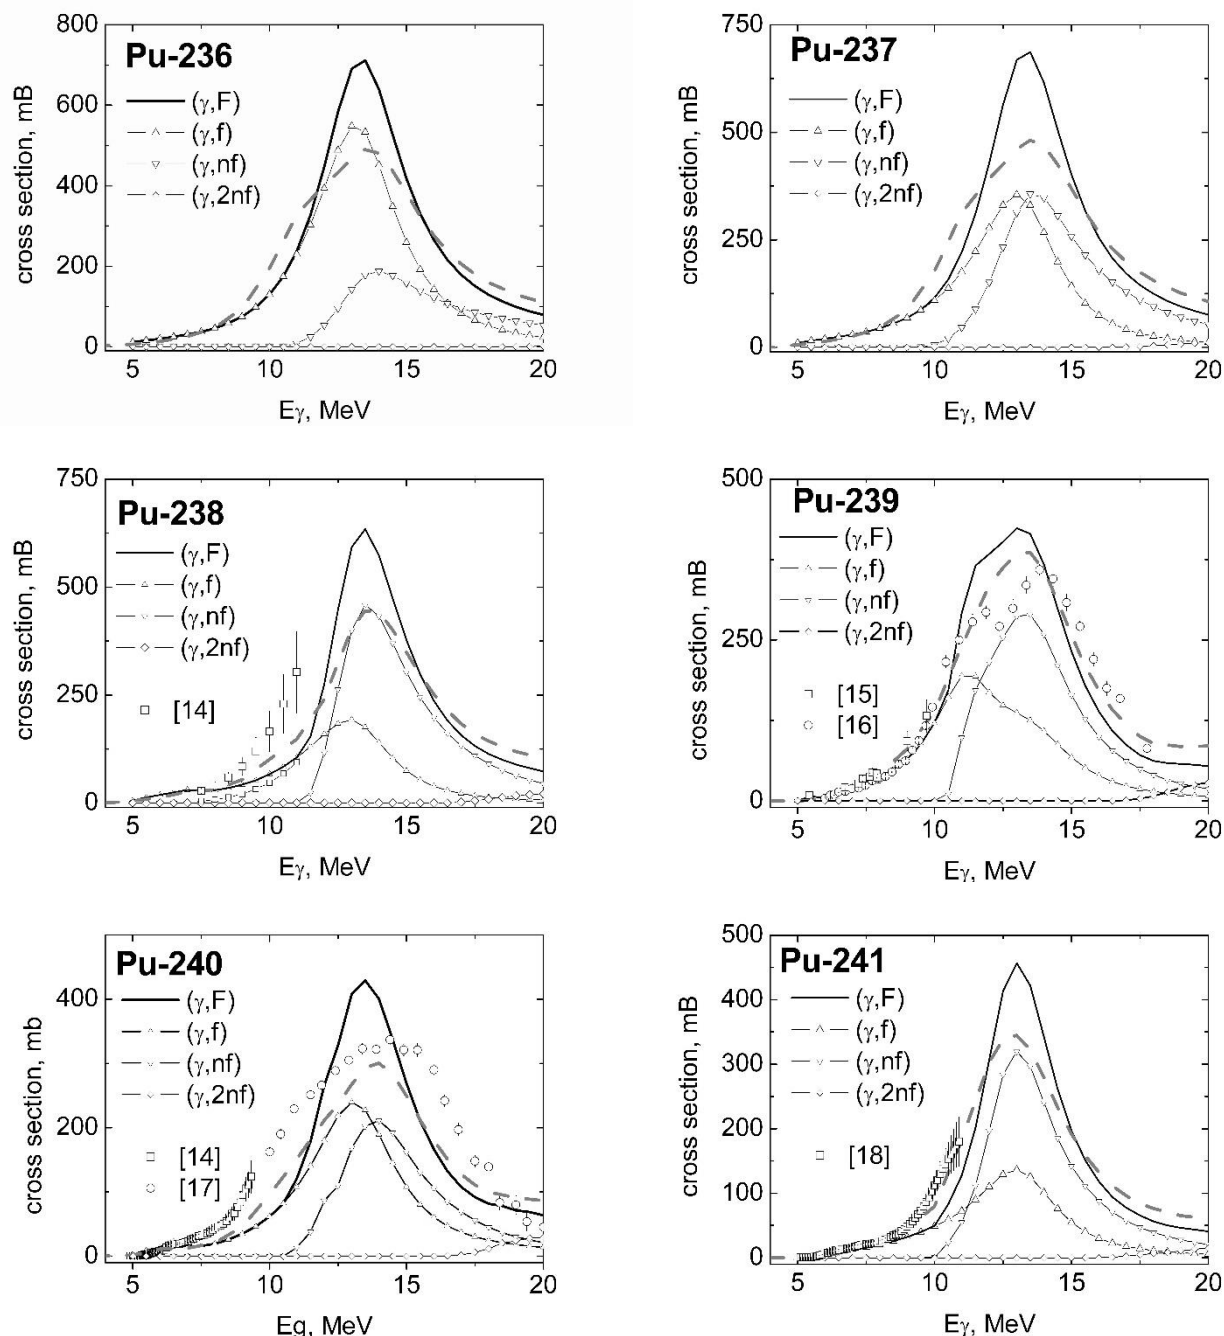 800
600
400
200
0
cross section, mB
Pu-236
(γ,F)
(γ,f)
(γ,nf)
(γ,2nf)
5
10
15
20
Eγ, MeV
750
500
250
0
cross section, mB
Pu-237
(γ,F)
(γ,f)
(γ,nf)
(γ,2nf)
5
10
15
20
Eγ, MeV
750
500
250
0
cross section, mB
Pu-238
(γ,F)
(γ,f)
(γ,nf)
(γ,2nf)
[14]
5
10
15
20
Eγ, MeV
500
250
0
cross section, mB
Pu-239
(γ,F)
(γ,f)
(γ,nf)
(γ,2nf)
[15]
[16]
5
10
15
20
Eγ, MeV
400
200
0
cross section, mb
Pu-240
(γ,F)
(γ,f)
(γ,nf)
(γ,2nf)
[14]
[17]
5
10
15
20
Eg, MeV
500
400
300
200
100
0
cross section, mB
Pu-241
(γ,F)
(γ,f)
(γ,nf)
(γ,2nf)
[18]
5
10
15
20
Eγ, MeV